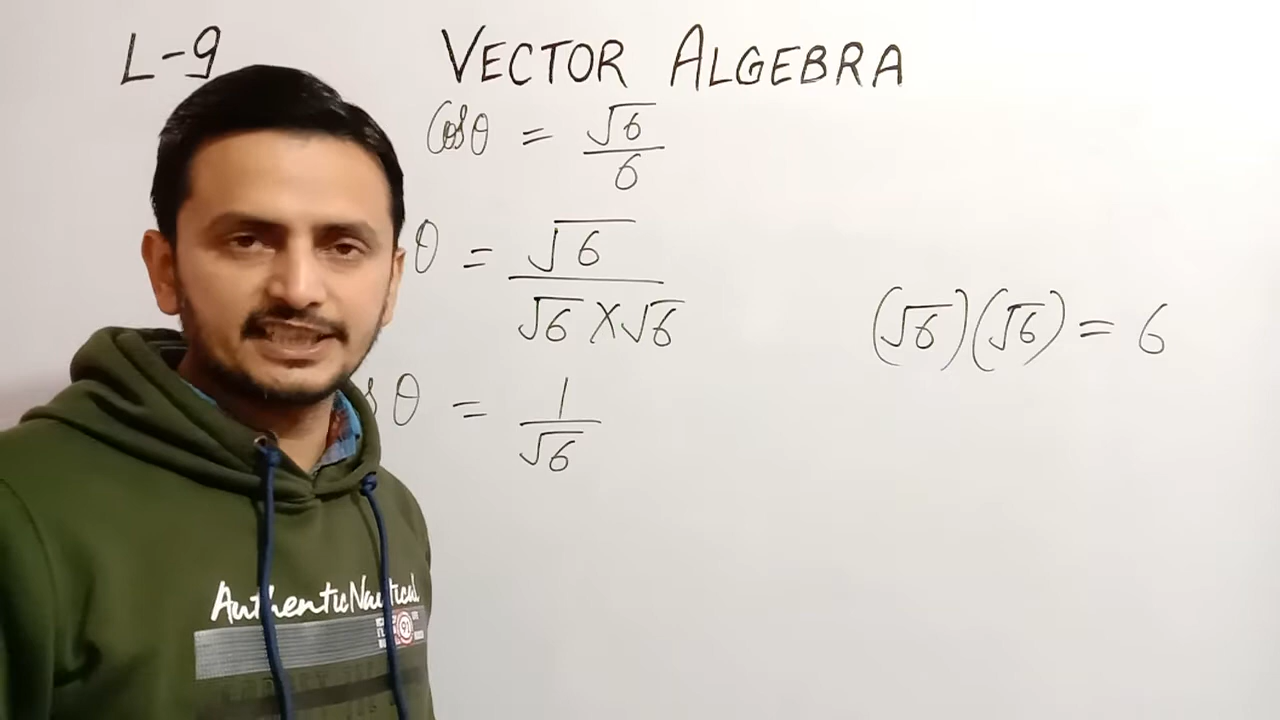 L-9 VECTOR ALGEBRA
Cosθ = √6/6
θ = √6/(√6 × √6)
(√6)(√6) = 6
θ = 1/√6
AuthenticNautical